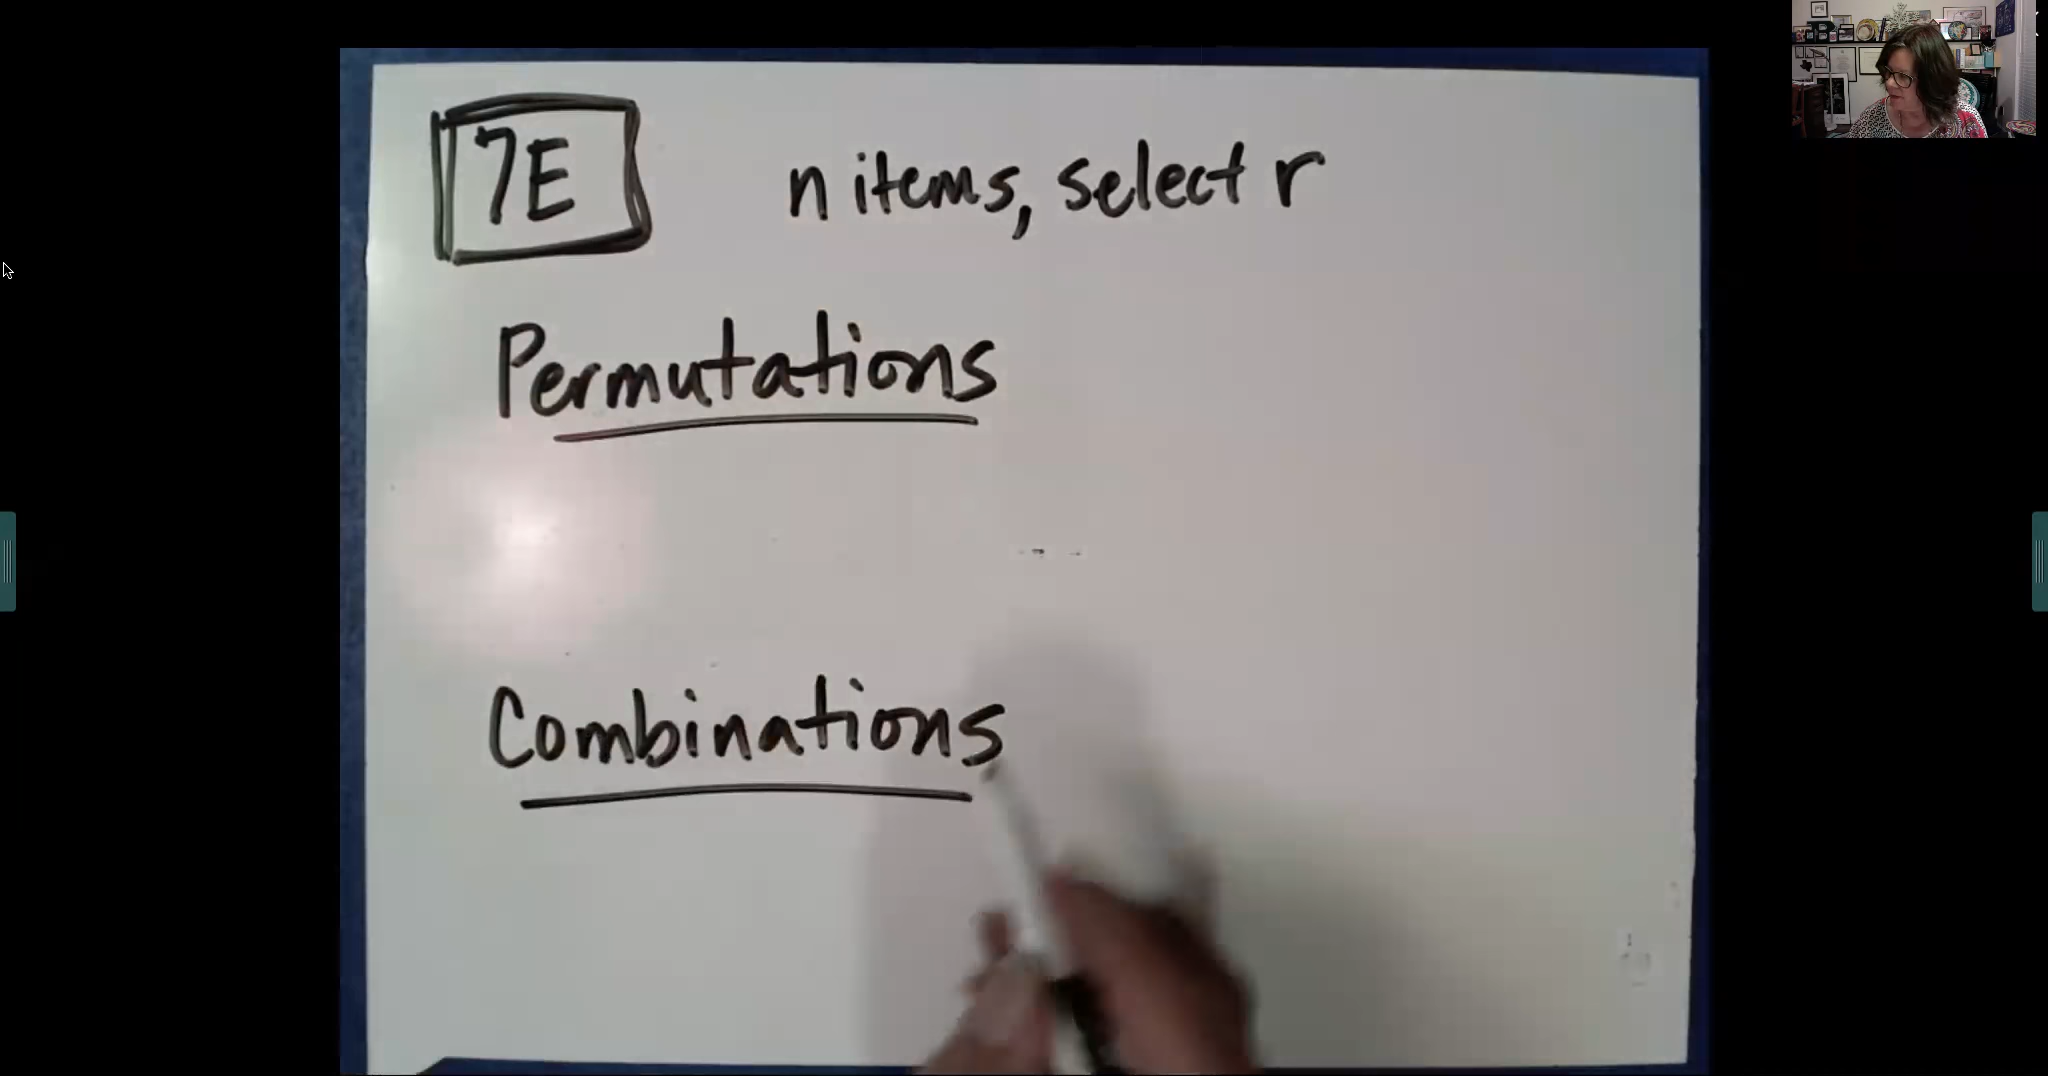 7E
n items, select r
Permutations
Combinations